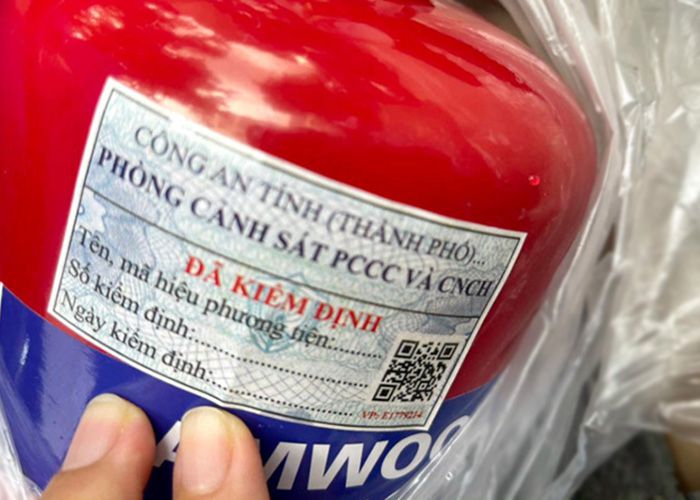 CÔNG AN TỈNH (THÀNH PHỐ)...
PHÒNG CẢNH SÁT PCCC VÀ CNCH
ĐÃ KIỂM ĐỊNH
Tên, mã hiệu phương tiện:........
Số kiểm định:........................
Ngày kiểm định:........................